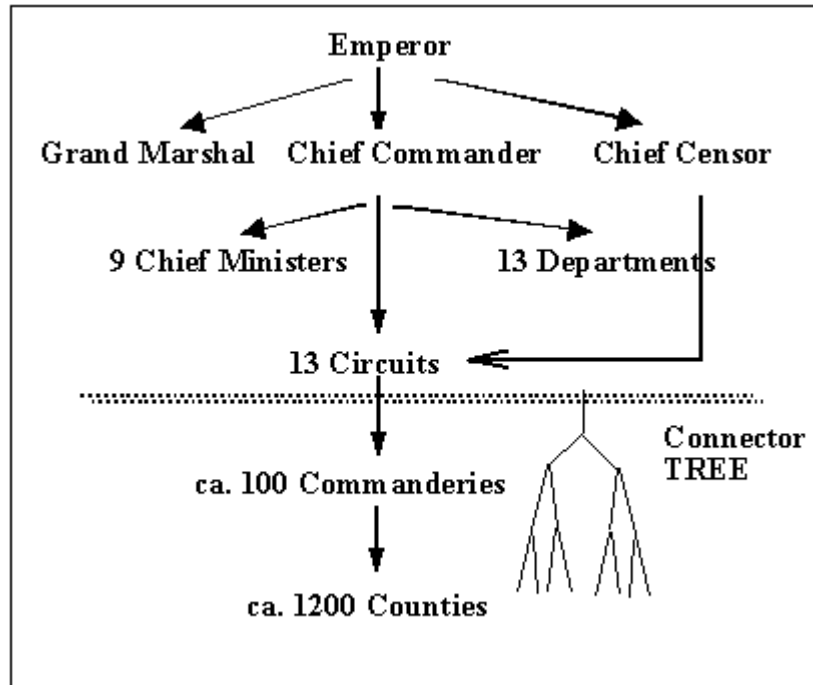 Emperor
Grand Marshal
Chief Commander
Chief Censor
9 Chief Ministers
13 Departments
13 Circuits
Connector
TREE
ca. 100 Commanderies
ca. 1200 Counties